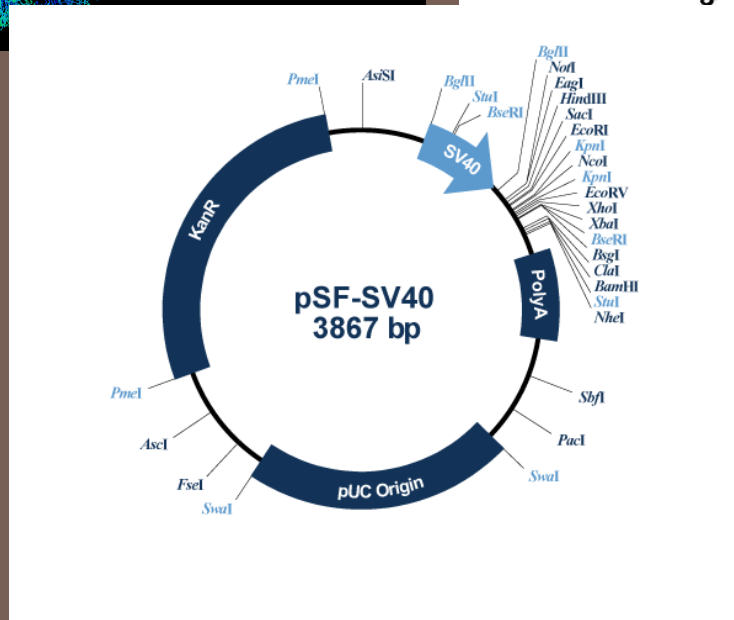 PmeI
AsiSI
BglII
StuI
BseRI
BglII
NotI
EagI
HindIII
SacI
EcoRI
KpnI
NcoI
KpnI
EcoRV
XhoI
XbaI
BseRI
BsgI
ClaI
BamHI
StuI
NheI
SV40
KanR
PolyA
pSF-SV40
3867 bp
PmeI
SbfI
AscI
PacI
FseI
SwaI
SwaI
pUC Origin